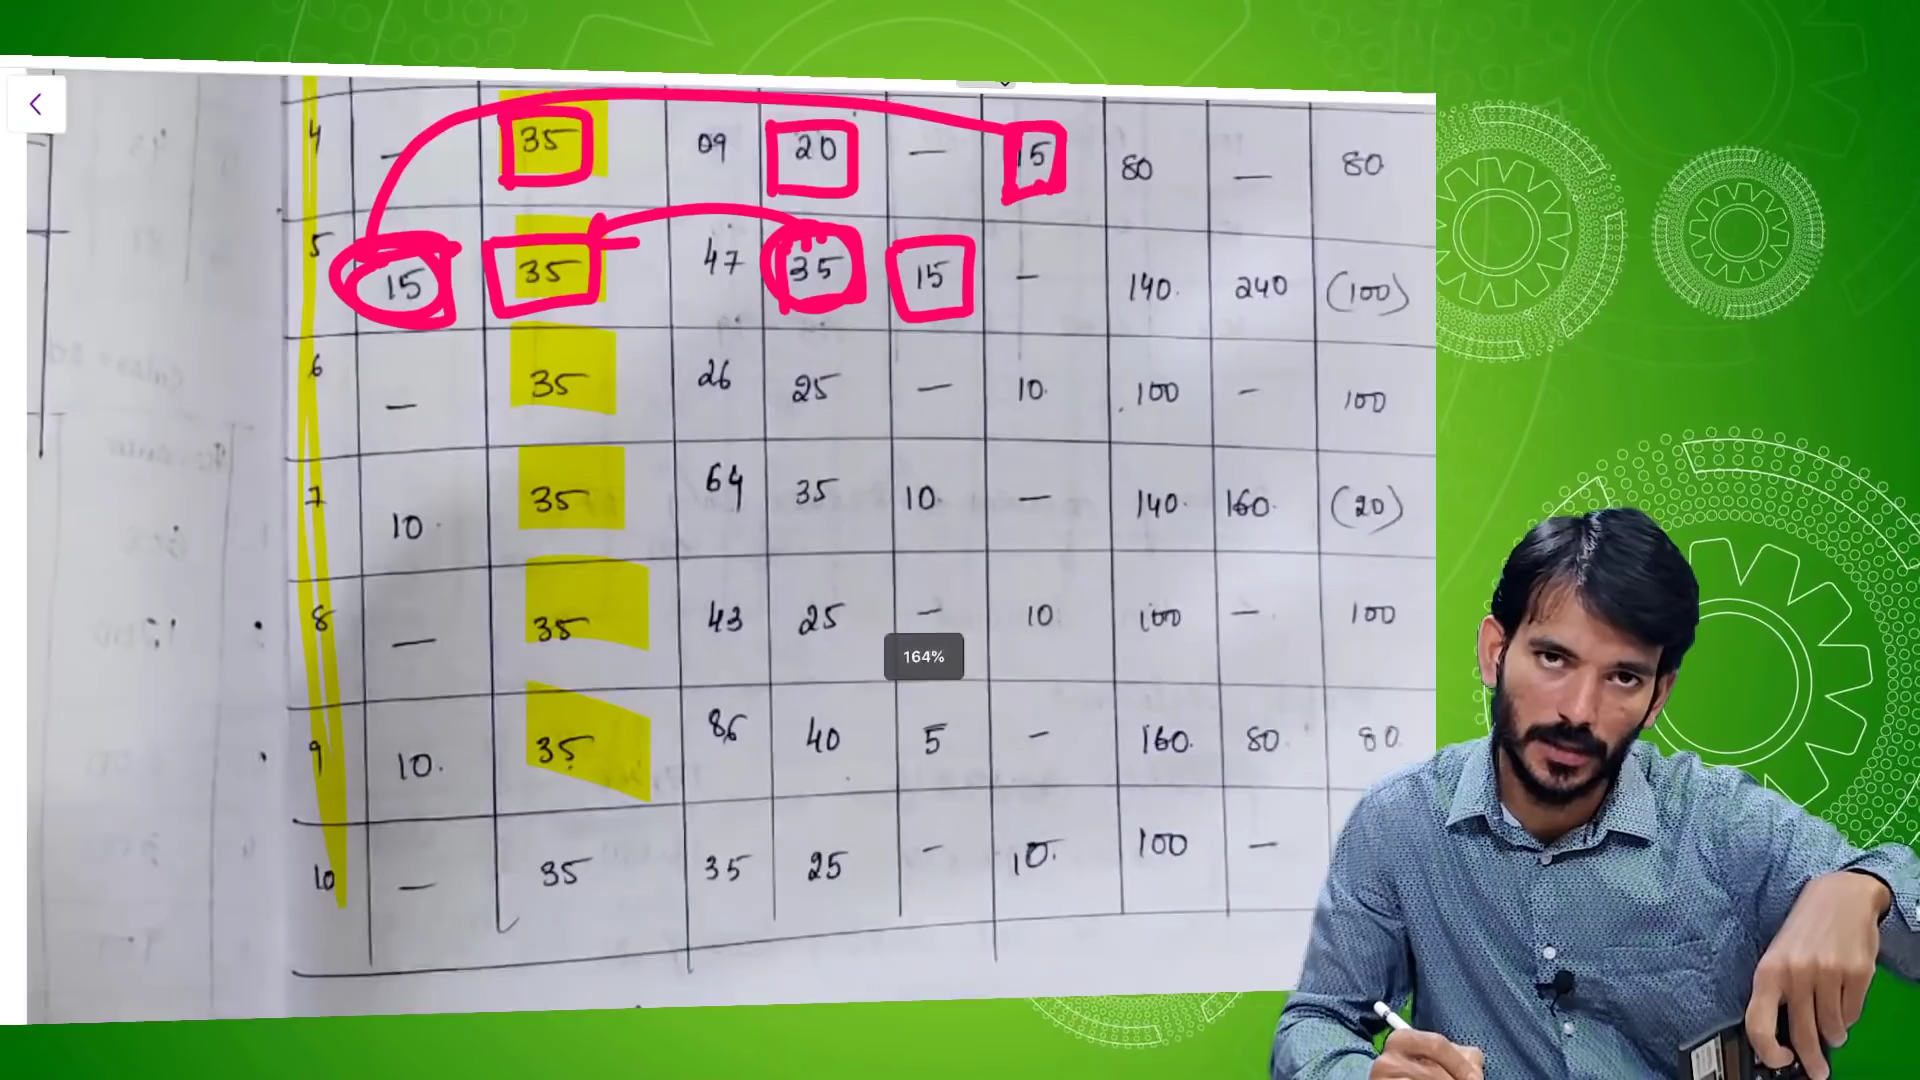 4 — 35 09 20 — 15 80 — 80
5 15 35 47 35 15 — 140. 240 (100)
6 — 35 26 25 — 10. 100 — 100
7 10. 35 64 35 10. — 140. 160. (20)
8 — 35 43 25 — 10 100 — 100
164%
9 10. 35 86 40 5 — 160. 80. 80.
10 — 35 35 25 - 10. 100 —